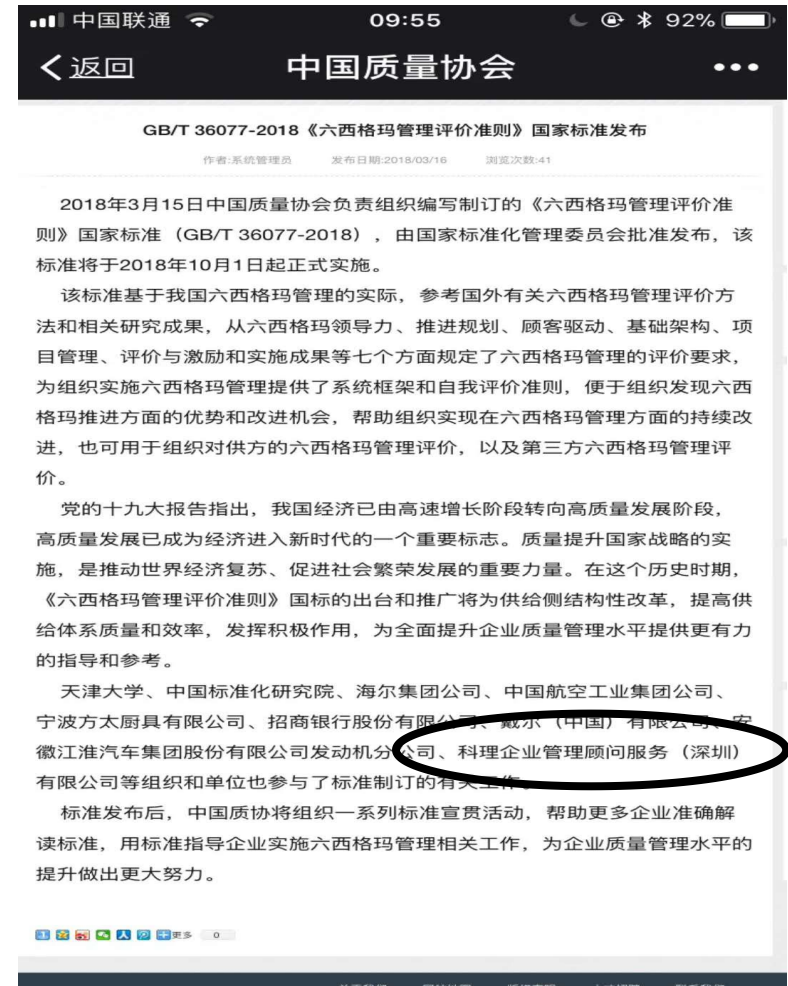 中国联通 09:55 92%
返回 中国质量协会
GB/T 36077-2018《六西格玛管理评价准则》国家标准发布
作者:系统管理员 发布日期:2018/03/16 浏览次数:41
2018年3月15日中国质量协会负责组织编写制订的《六西格玛管理评价准
则》国家标准（GB/T 36077-2018），由国家标准化管理委员会批准发布，该
标准将于2018年10月1日起正式实施。
该标准基于我国六西格玛管理的实际，参考国外有关六西格玛管理评价方
法和相关研究成果，从六西格玛领导力、推进规划、顾客驱动、基础架构、项
目管理、评价与激励和实施成果等七个方面规定了六西格玛管理的评价要求，
为组织实施六西格玛管理提供了系统框架和自我评价准则，便于组织发现六西
格玛推进方面的优势和改进机会，帮助组织实现在六西格玛管理方面的持续改
进，也可用于组织对供方的六西格玛管理评价，以及第三方六西格玛管理评
价。
党的十九大报告指出，我国经济已由高速增长阶段转向高质量发展阶段，
高质量发展已成为经济进入新时代的一个重要标志。质量提升国家战略的实
施，是推动世界经济复苏、促进社会繁荣发展的重要力量。在这个历史时期，
《六西格玛管理评价准则》国标的出台和推广将为供给侧结构性改革，提高供
给体系质量和效率，发挥积极作用，为全面提升企业质量管理水平提供更有力
的指导和参考。
天津大学、中国标准化研究院、海尔集团公司、中国航空工业集团公司、
宁波方太厨具有限公司、招商银行股份有限公司、戴尔（中国）有限公司、安
徽江淮汽车集团股份有限公司发动机分公司、科理企业管理顾问服务（深圳）
有限公司等组织和单位也参与了标准制订的有关工作。
标准发布后，中国质协将组织一系列标准宣贯活动，帮助更多企业准确解
读标准，用标准指导企业实施六西格玛管理相关工作，为企业质量管理水平的
提升做出更大努力。
更多 0